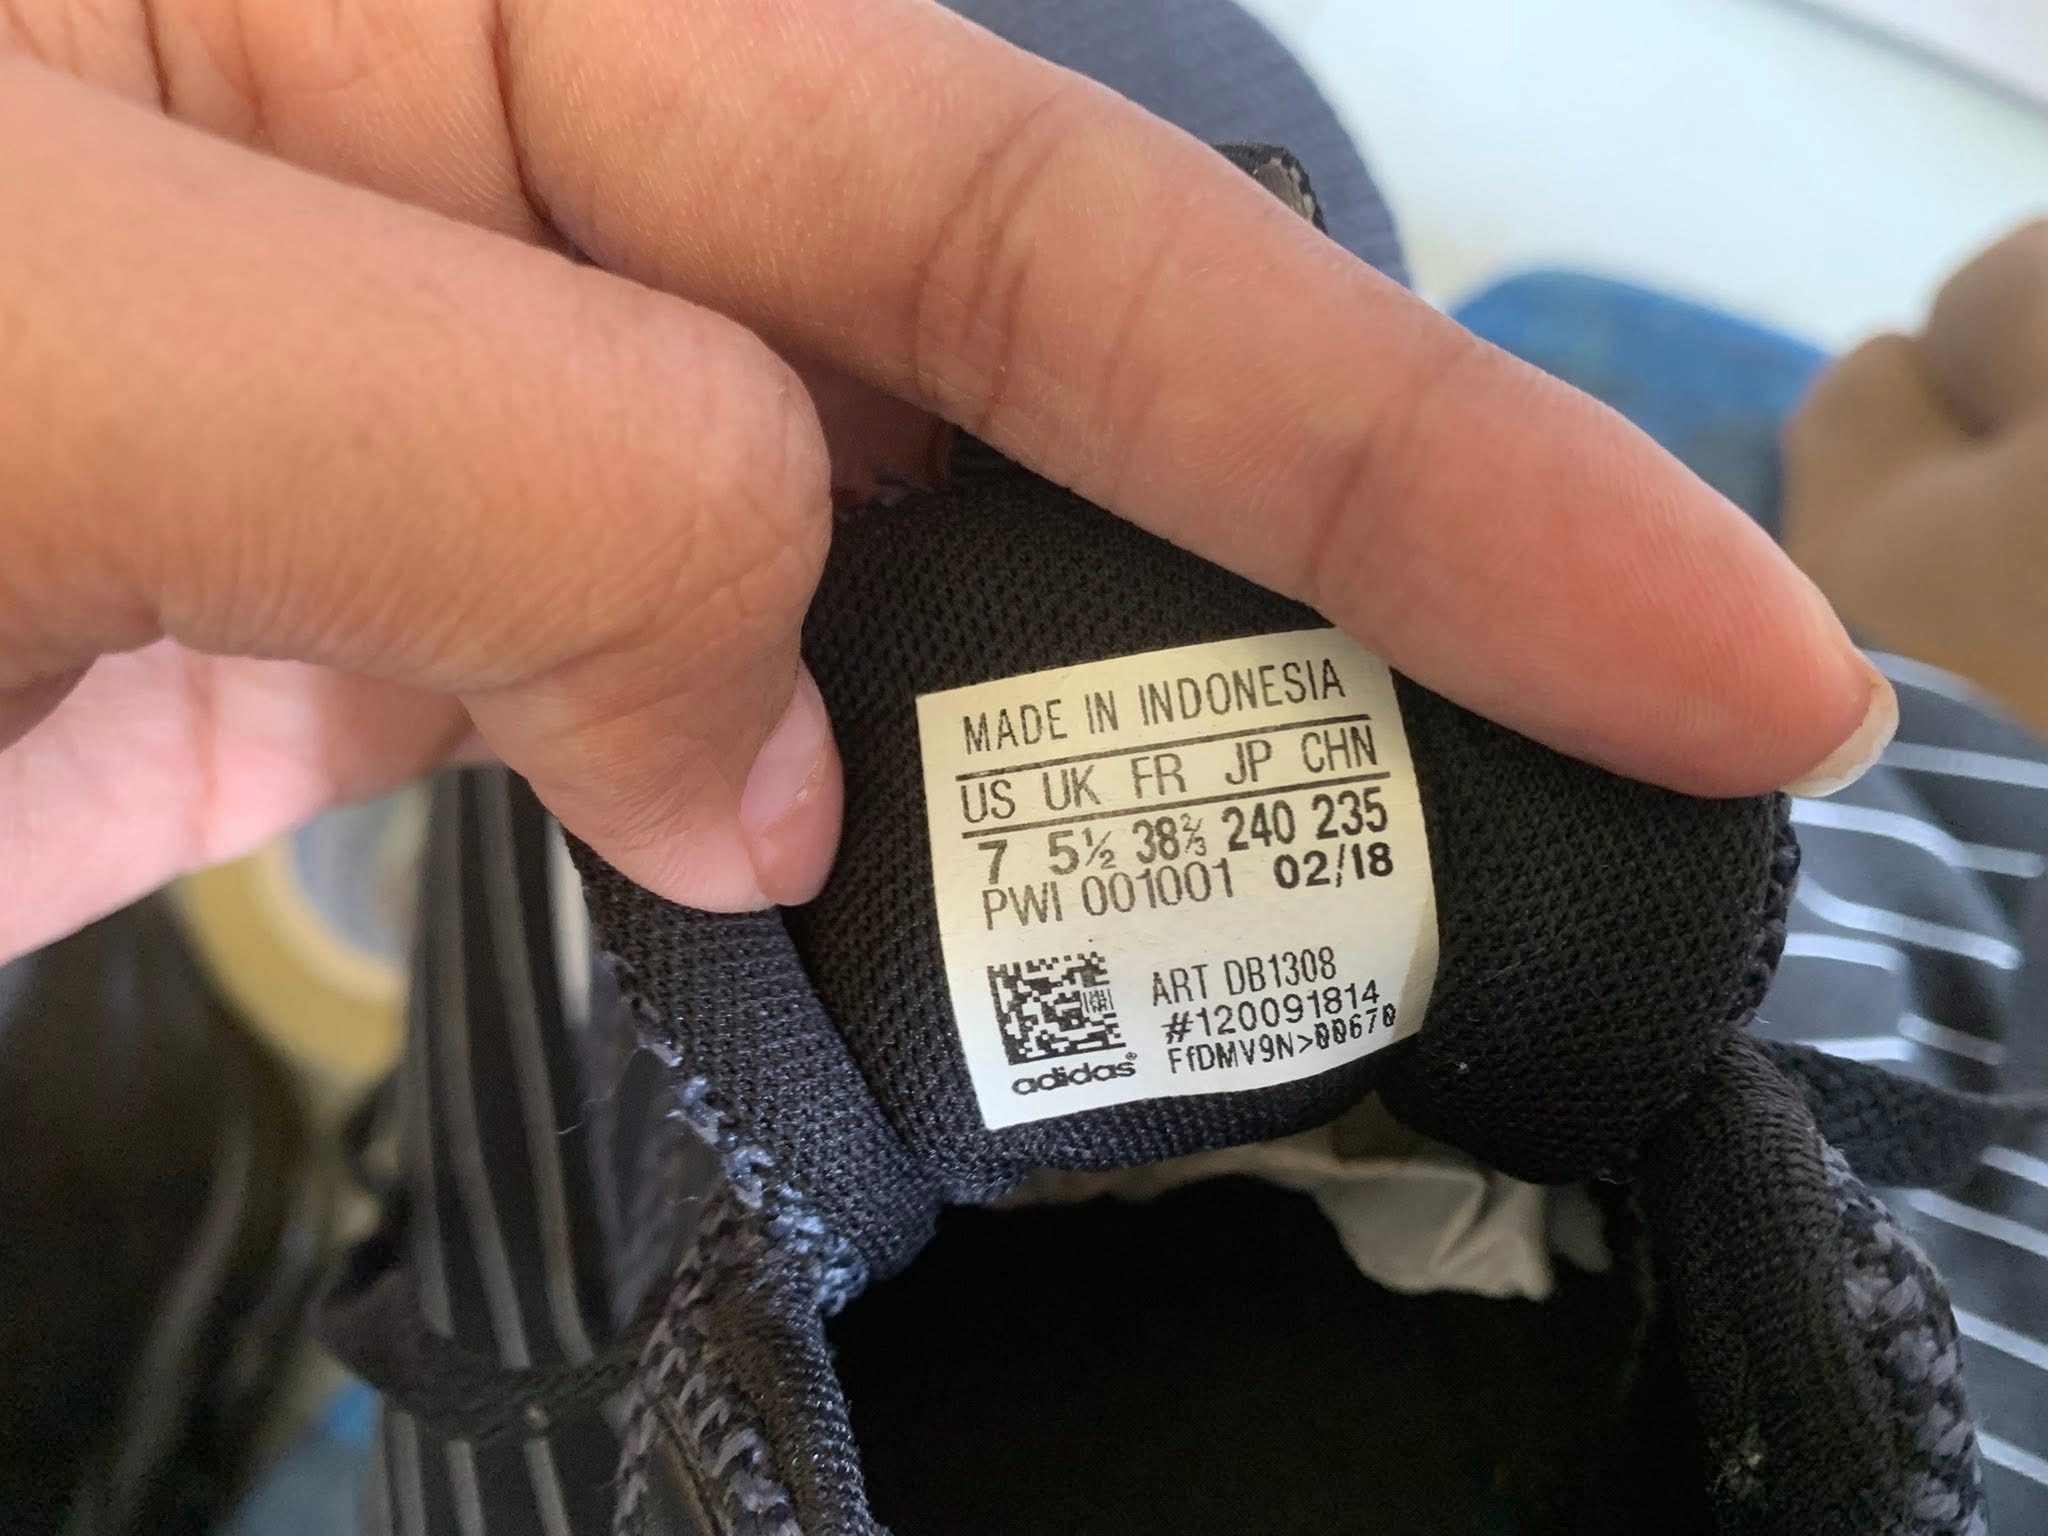 MADE IN INDONESIA
US UK FR JP CHN
7 5½ 38⅔ 240 235
PWI 001001 02/18
ART DB1308
#120091814
FfDMV9N>00670
adidas®